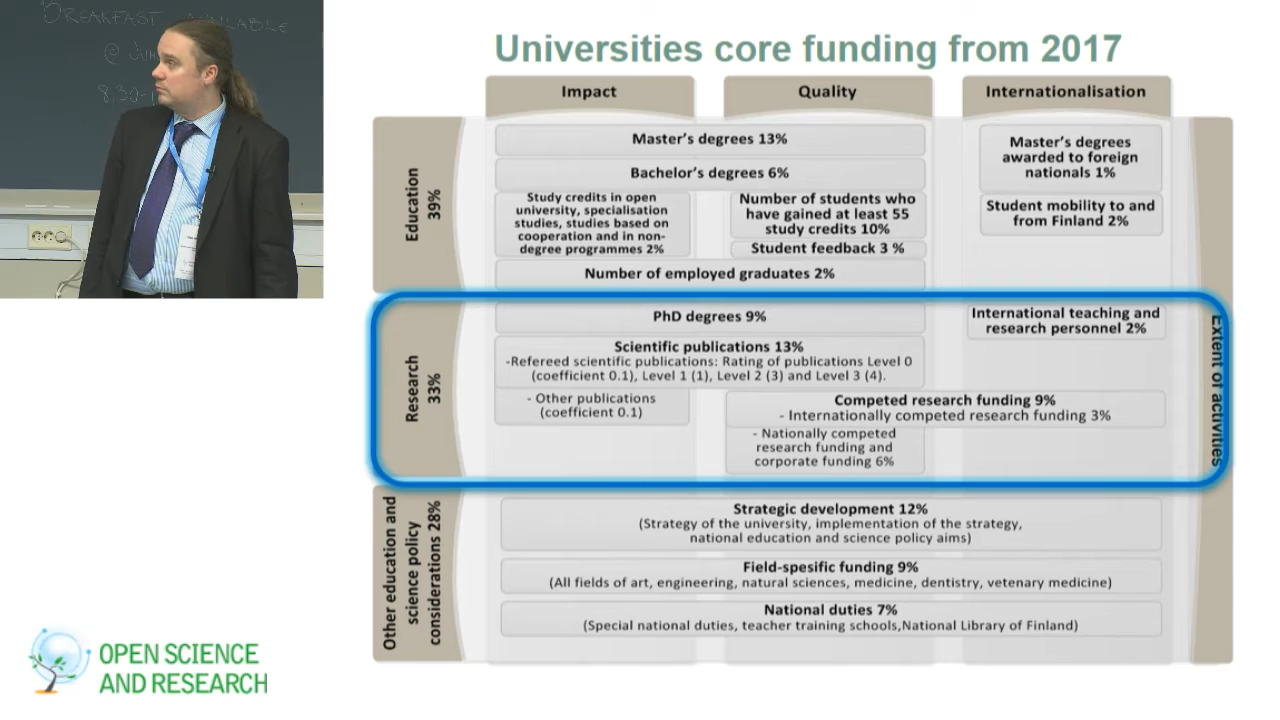 BREAKFAST AVAILABLE
@
8.30-1
Universities core funding from 2017
Impact
Quality
Internationalisation
Education
39%
Master's degrees 13%
Bachelor's degrees 6%
Study credits in open
university, specialisation
studies, studies based on
cooperation and in non-
degree programmes 2%
Number of students who
have gained at least 55
study credits 10%
Student feedback 3 %
Number of employed graduates 2%
Master's degrees
awarded to foreign
nationals 1%
Student mobility to and
from Finland 2%
Research
33%
PhD degrees 9%
Scientific publications 13%
-Refereed scientific publications: Rating of publications Level 0
(coefficient 0.1), Level 1 (1), Level 2 (3) and Level 3 (4).
- Other publications
(coefficient 0.1)
International teaching and
research personnel 2%
Competed research funding 9%
- Internationally competed research funding 3%
- Nationally competed
research funding and
corporate funding 6%
Extent of activities
Other education and
science policy
considerations 28%
Strategic development 12%
(Strategy of the university, implementation of the strategy,
national education and science policy aims)
Field-spesific funding 9%
(All fields of art, engineering, natural sciences, medicine, dentistry, vetenary medicine)
National duties 7%
(Special national duties, teacher training schools,National Library of Finland)
OPEN SCIENCE
AND RESEARCH